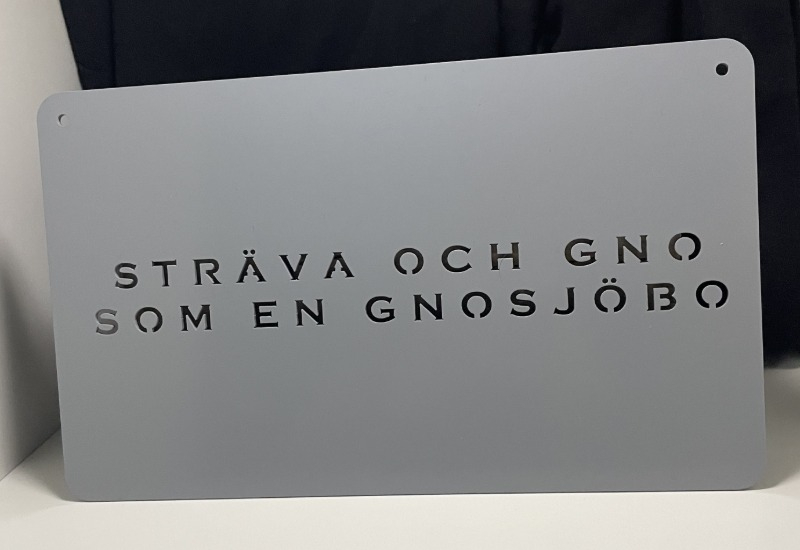 STRÄVA OCH GNO
SOM EN GNOSJÖBO